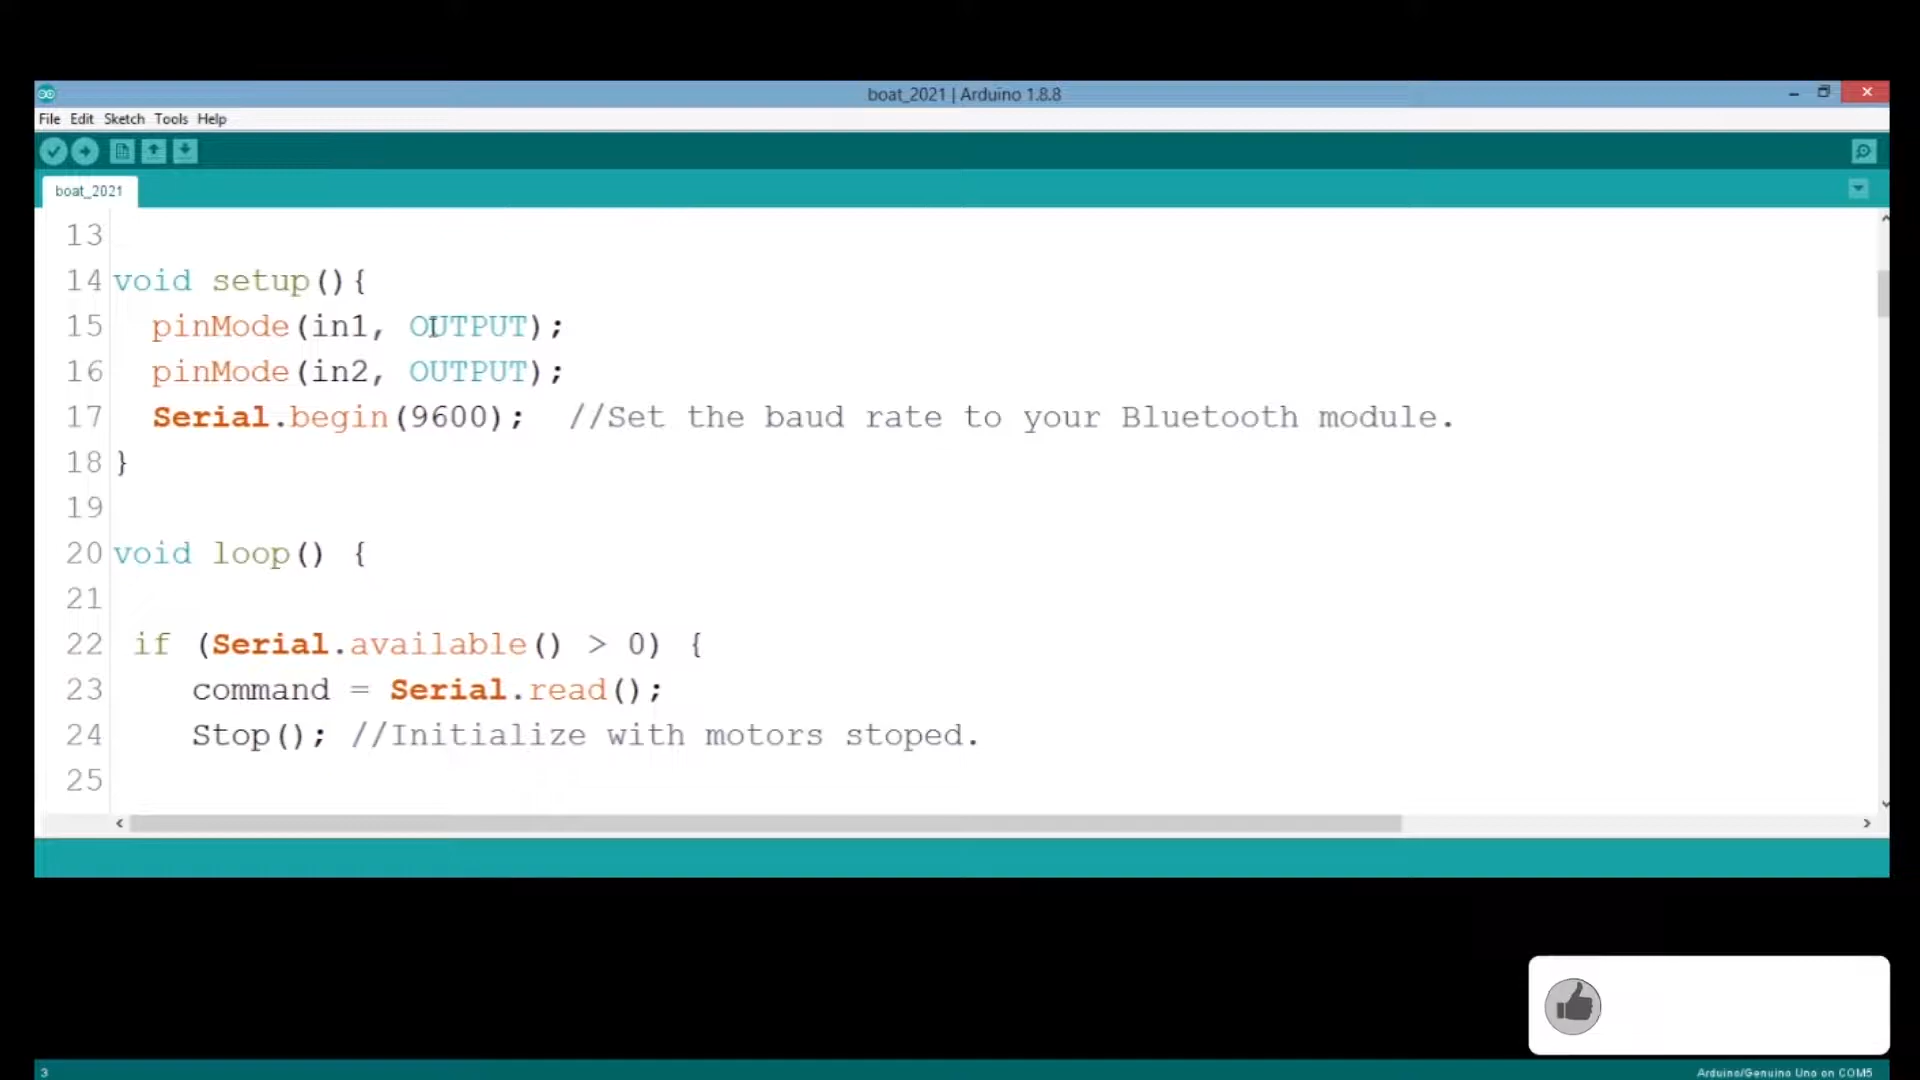 boat_2021 | Arduino 1.8.8
File Edit Sketch Tools Help
boat_2021
13
14 void setup(){
15 pinMode(in1, OUTPUT);
16 pinMode(in2, OUTPUT);
17 Serial.begin(9600); //Set the baud rate to your Bluetooth module.
18 }
19
20 void loop() {
21
22 if (Serial.available() > 0) {
23 command = Serial.read();
24 Stop(); //Initialize with motors stoped.
25
3
Arduino/Genuino Uno on COM5